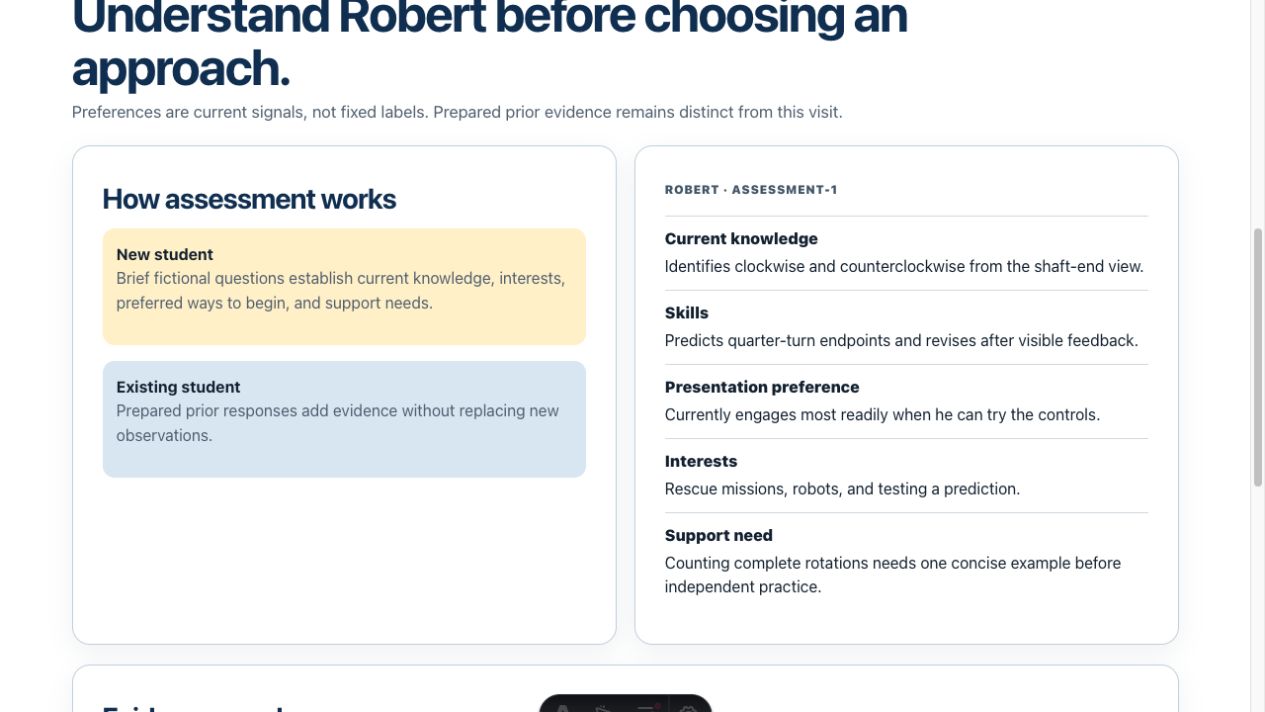 Understand Robert before choosing an
approach.
Preferences are current signals, not fixed labels. Prepared prior evidence remains distinct from this visit.
How assessment works
New student
Brief fictional questions establish current knowledge, interests,
preferred ways to begin, and support needs.
Existing student
Prepared prior responses add evidence without replacing new
observations.
ROBERT · ASSESSMENT-1
Current knowledge
Identifies clockwise and counterclockwise from the shaft-end view.
Skills
Predicts quarter-turn endpoints and revises after visible feedback.
Presentation preference
Currently engages most readily when he can try the controls.
Interests
Rescue missions, robots, and testing a prediction.
Support need
Counting complete rotations needs one concise example before
independent practice.